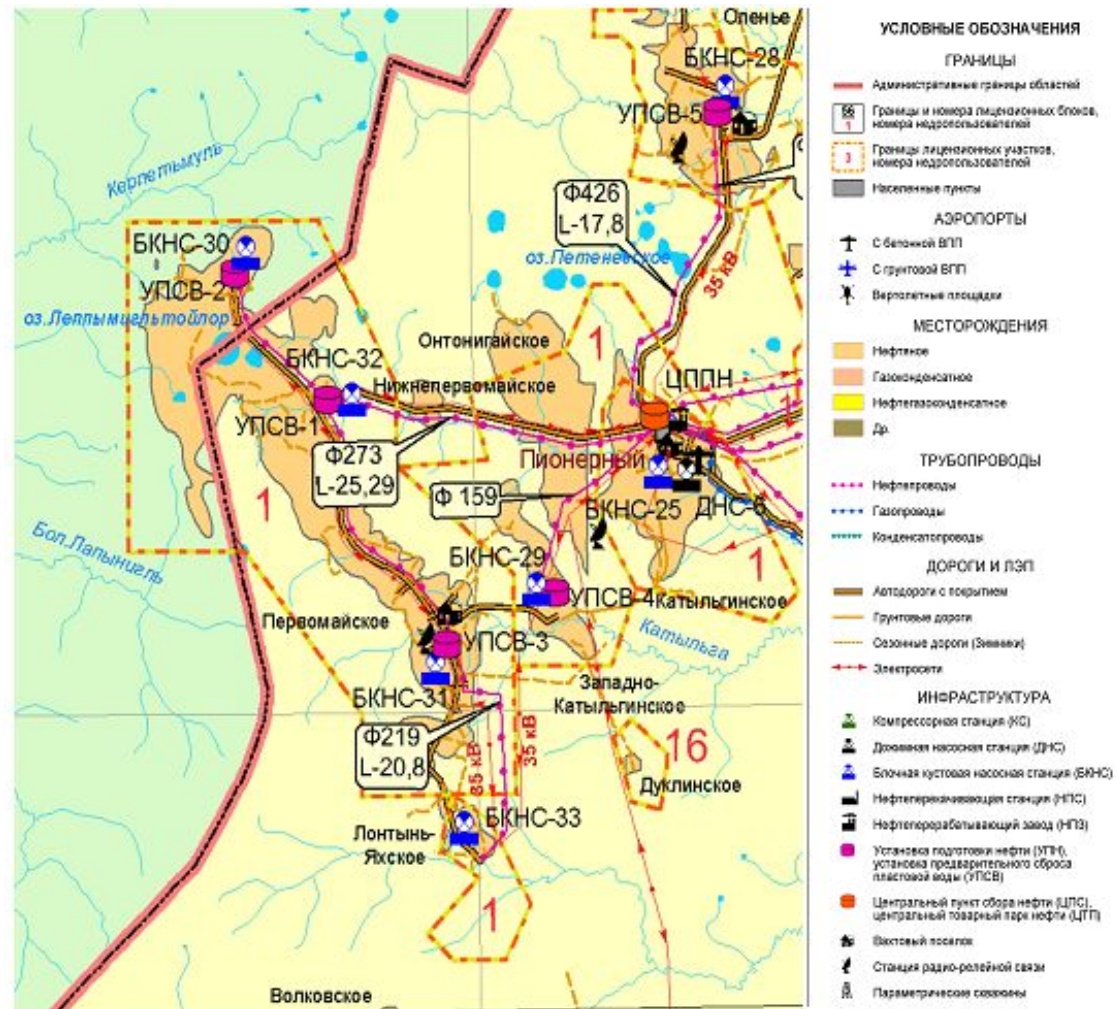 Оленье
БКНС-28
УПСВ-5
Ф426
L-17,8
Керпетымуль
БКНС-30
УПСВ-2
оз.Петеневское
35 кВ
оз.Леппымигльтойлор
Онтонигайское
1
БКНС-32
ЦППН
Нижнепервомайское
УПСВ-1
1
Ф273
L-25,29
Пионерный
Ф 159
БКНС-25
ДНС-6
1
Бол.Лапынигль
БКНС-29
1
УПСВ-4
Катыльгинское
Первомайское
Катыльга
УПСВ-3
Западно-
Катыльгинское
БКНС-31
Ф219
L-20,8
35 кВ
35 кВ
16
Дуклинское
БКНС-33
Лонтынь-
Яхское
1
Волковское
УСЛОВНЫЕ ОБОЗНАЧЕНИЯ
ГРАНИЦЫ
Административные границы областей
56
1
Границы и номера лицензионных блоков,
номера недропользователей
3
Границы лицензионных участков,
номера недропользователей
Населенные пункты
АЭРОПОРТЫ
С бетонной ВПП
С грунтовой ВПП
Вертолетные площадки
МЕСТОРОЖДЕНИЯ
Нефтяное
Газоконденсатное
Нефтегазоконденсатное
Др.
ТРУБОПРОВОДЫ
Нефтепроводы
Газопроводы
Конденсатопроводы
ДОРОГИ И ЛЭП
Автодороги с покрытием
Грунтовые дороги
Сезонные дороги (Зимники)
Электросети
ИНФРАСТРУКТУРА
Компрессорная станция (КС)
Дожимная насосная станция (ДНС)
Блочная кустовая насосная станция (БКНС)
Нефтеперекачивающая станция (НПС)
Нефтеперерабатывающий завод (НПЗ)
Установка подготовки нефти (УПН),
установка предварительного сброса
пластовой воды (УПСВ)
Центральный пункт сбора нефти (ЦПС),
центральный товарный парк нефти (ЦТП)
Вахтовый поселок
Станция радио-релейной связи
Параметрические скважины